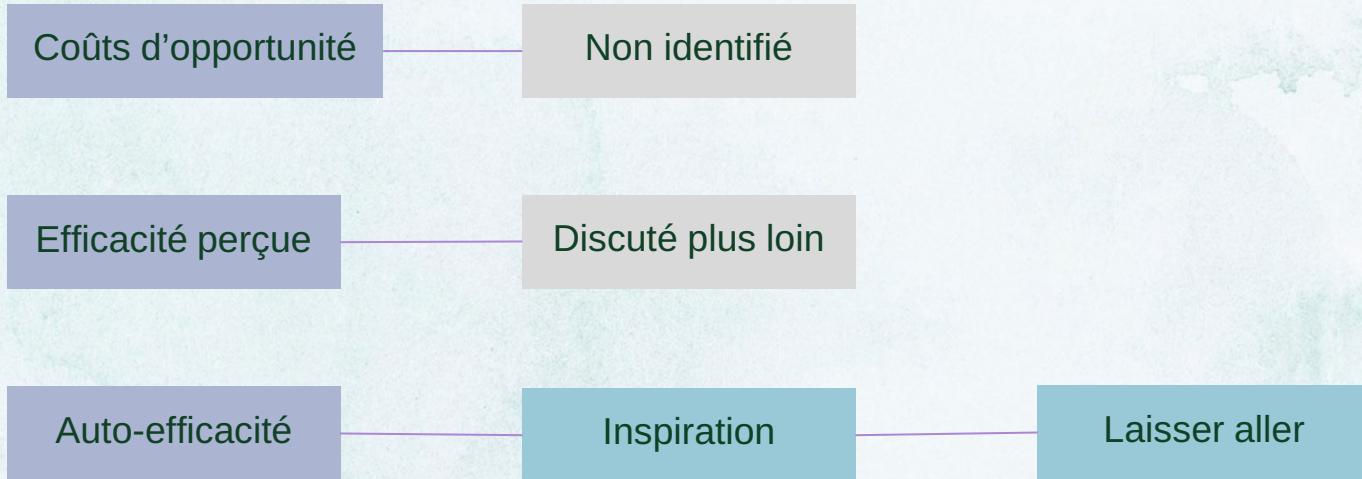 Coûts d’opportunité
Non identifié
Efficacité perçue
Discuté plus loin
Auto-efficacité
Inspiration
Laisser aller